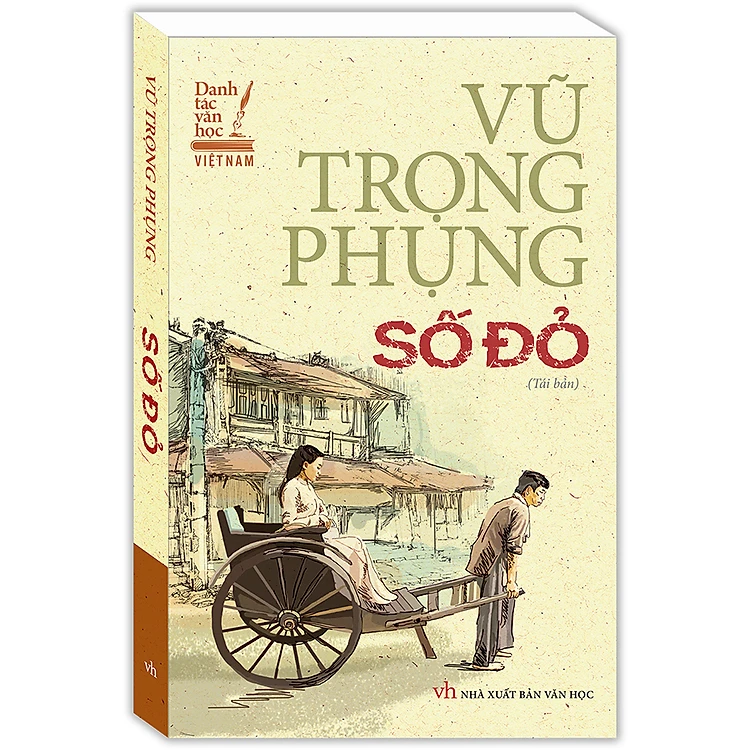 Danh
tác
văn
học
VIỆT NAM
VŨ
TRỌNG
PHỤNG
SỐ ĐỎ
(Tái bản)
vh NHÀ XUẤT BẢN VĂN HỌC
VŨ TRỌNG PHỤNG
SỐ ĐỎ
vh